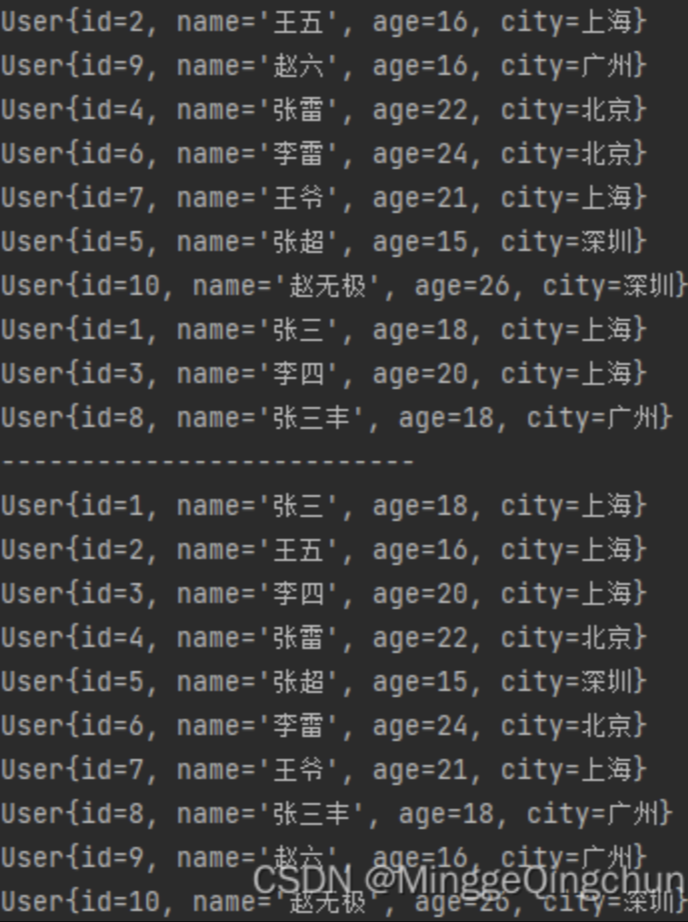 User{id=2, name='王五', age=16, city=上海}
User{id=9, name='赵六', age=16, city=广州}
User{id=4, name='张雷', age=22, city=北京}
User{id=6, name='李雷', age=24, city=北京}
User{id=7, name='王爷', age=21, city=上海}
User{id=5, name='张超', age=15, city=深圳}
User{id=10, name='赵无极', age=26, city=深圳}
User{id=1, name='张三', age=18, city=上海}
User{id=3, name='李四', age=20, city=上海}
User{id=8, name='张三丰', age=18, city=广州}
--------------------------
User{id=1, name='张三', age=18, city=上海}
User{id=2, name='王五', age=16, city=上海}
User{id=3, name='李四', age=20, city=上海}
User{id=4, name='张雷', age=22, city=北京}
User{id=5, name='张超', age=15, city=深圳}
User{id=6, name='李雷', age=24, city=北京}
User{id=7, name='王爷', age=21, city=上海}
User{id=8, name='张三丰', age=18, city=广州}
User{id=9, name='赵六', age=16, city=广州}
User{id=10, name='赵无极', age=26, city=深圳}
CSDN @MinggeQingchun